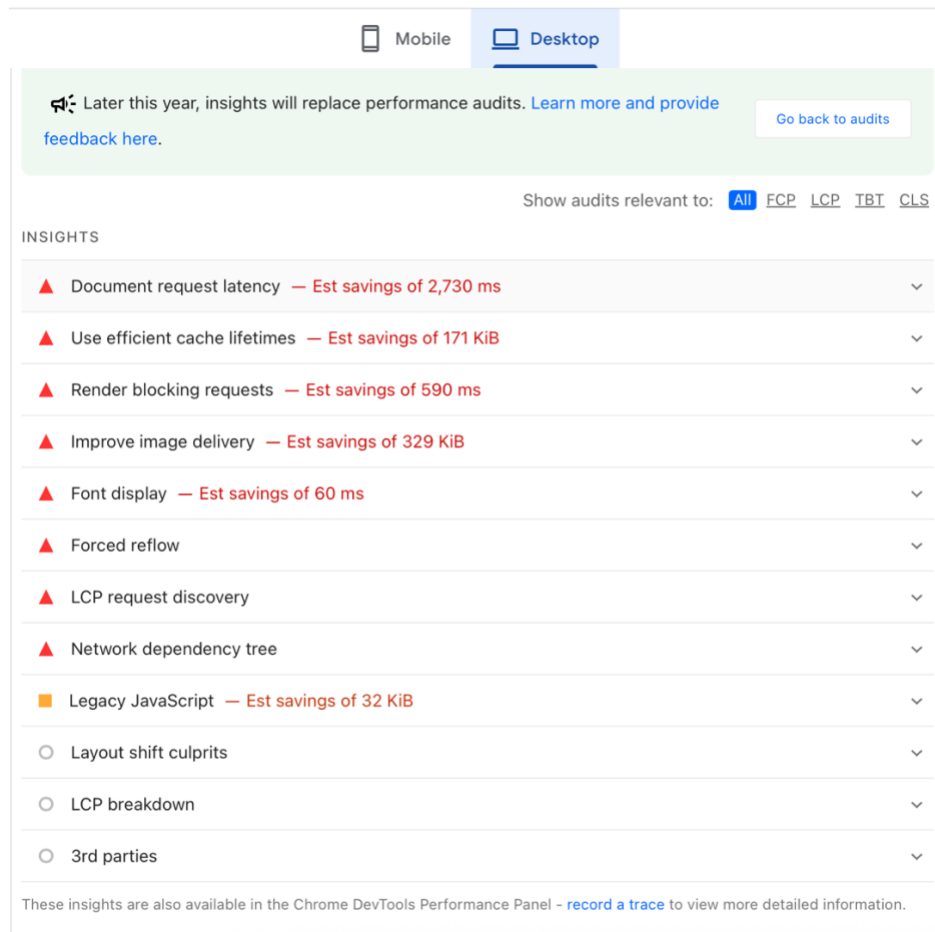 Mobile
Desktop
Later this year, insights will replace performance audits. Learn more and provide
feedback here.
Go back to audits
Show audits relevant to: All FCP LCP TBT CLS
INSIGHTS
Document request latency — Est savings of 2,730 ms
Use efficient cache lifetimes — Est savings of 171 KiB
Render blocking requests — Est savings of 590 ms
Improve image delivery — Est savings of 329 KiB
Font display — Est savings of 60 ms
Forced reflow
LCP request discovery
Network dependency tree
Legacy JavaScript — Est savings of 32 KiB
Layout shift culprits
LCP breakdown
3rd parties
These insights are also available in the Chrome DevTools Performance Panel - record a trace to view more detailed information.